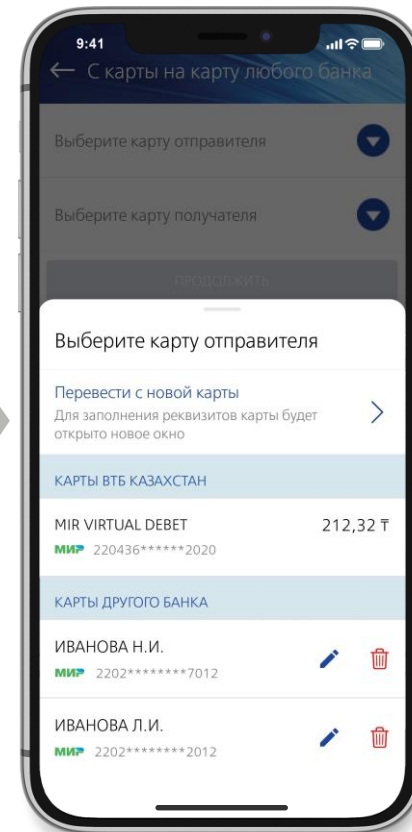 9:41
С карты на карту любого банка
Выберите карту отправителя
Выберите карту получателя
ПРОДОЛЖИТЬ
Выберите карту отправителя
Перевести с новой карты
Для заполнения реквизитов карты будет
открыто новое окно
КАРТЫ ВТБ КАЗАХСТАН
MIR VIRTUAL DEBET 212,32 ₸
МИР 220436******2020
КАРТЫ ДРУГОГО БАНКА
ИВАНОВА Н.И.
МИР 2202********7012
ИВАНОВА Л.И.
МИР 2202********2012